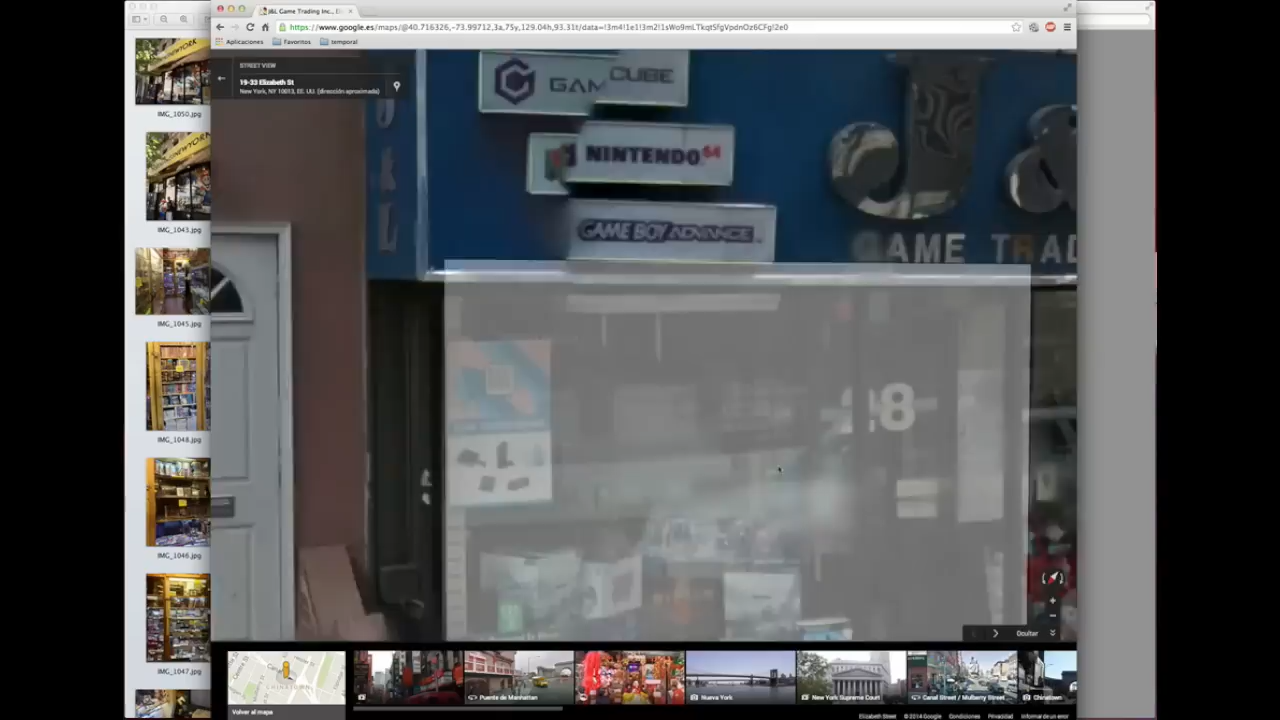 J&L Game Trading Inc., E
https://www.google.es/maps/@40.716326,-73.99712,3a,75y,129.04h,93.31t/data=!3m4!1e1!3m2!1sWo9mLTkqtSfgVpdnOz6CFg!2e0
Aplicaciones
Favoritos
temporal
STREET VIEW
19-33 Elizabeth St
New York, NY 10013, EE. UU. (dirección aproximada)
GAMECUBE
NINTENDO 64
GAME BOY ADVANCE
J&L
GAME TRAD
28
IMG_1050.jpg
IMG_1043.jpg
IMG_1045.jpg
IMG_1048.jpg
IMG_1046.jpg
IMG_1047.jpg
Ocultar
Volver al mapa
CHINATOWN
Puente de Manhattan
Nueva York
New York Supreme Court
Canal Street / Mulberry Street
Chinatown
Elizabeth Street
© 2014 Google
Condiciones
Privacidad
Informar de un error